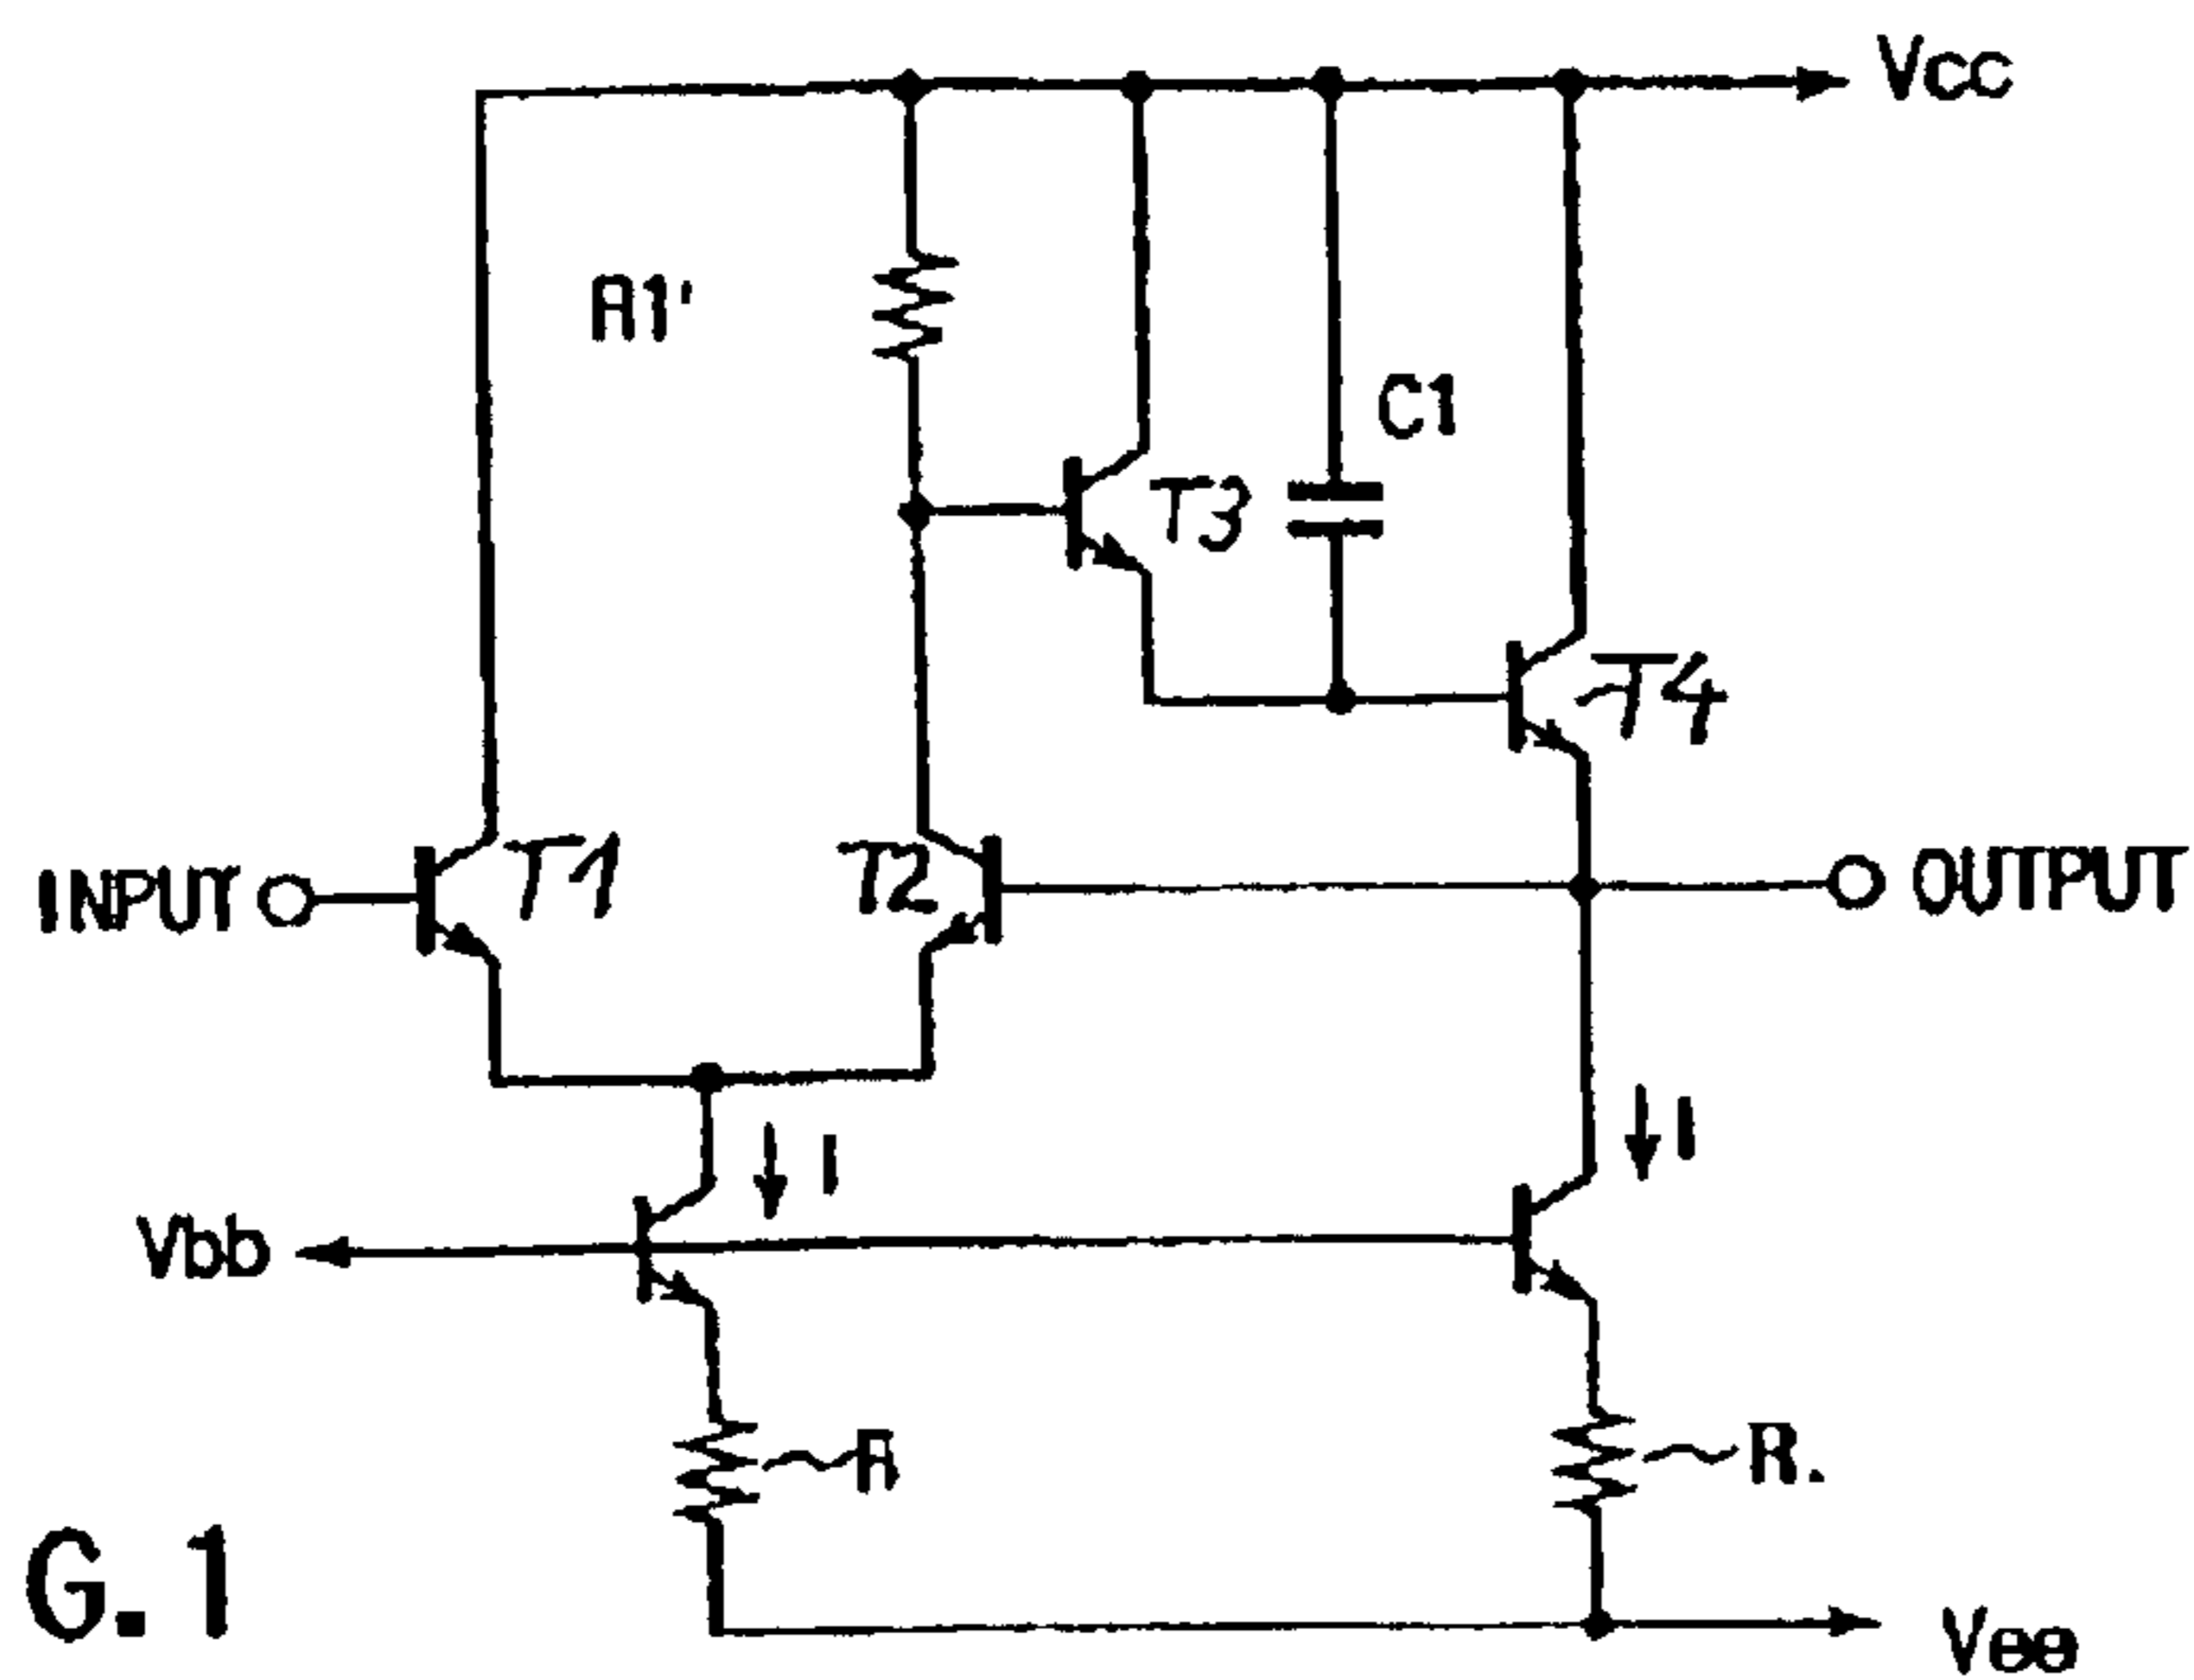 Vcc
R1'
C1
T3
T4
INPUT
T1
T2
OUTPUT
I
I
Vbb
R
R.
G.1
Vee